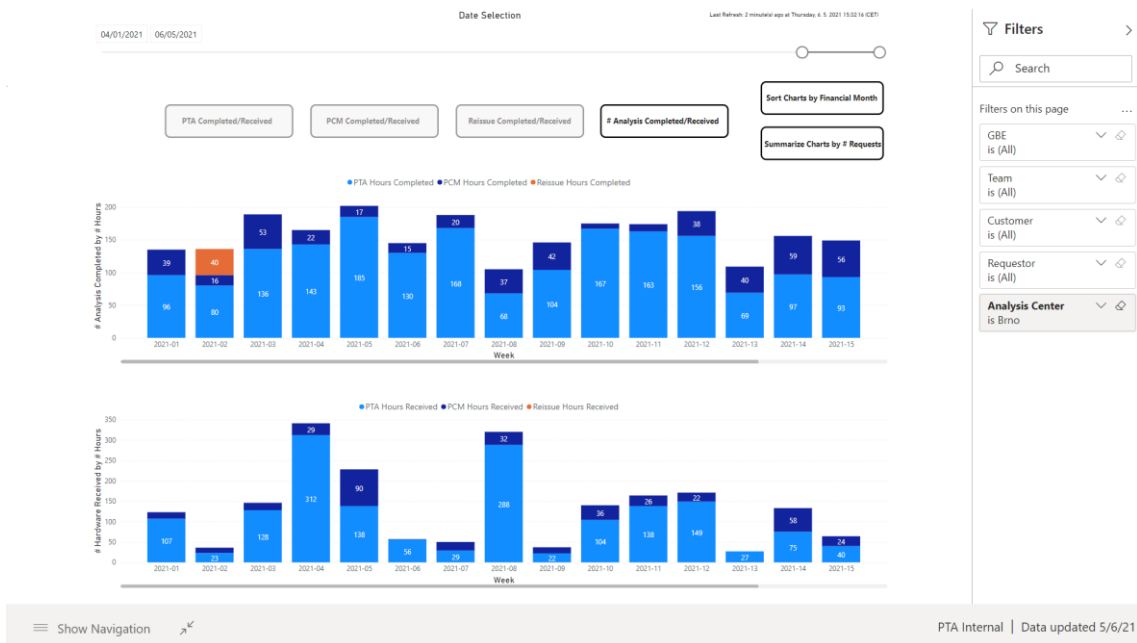 Date Selection
Last Refresh: 2 minute(s) ago at Thursday, 6. 5. 2021 15:02:16 (CET)
04/01/2021 06/05/2021
Sort Charts by Financial Month
PTA Completed/Received PCM Completed/Received Reissue Completed/Received # Analysis Completed/Received
Summarize Charts by # Requests
PTA Hours Completed PCM Hours Completed Reissue Hours Completed
# Analysis Completed by # Hours
200
150
100
50
0
39 40 53 22 17 15 20 37 42 38 40 59 56
16
96 80 136 143 185 130 168 68 104 167 163 156 69 97 93
2021-01 2021-02 2021-03 2021-04 2021-05 2021-06 2021-07 2021-08 2021-09 2021-10 2021-11 2021-12 2021-13 2021-14 2021-15
Week
PTA Hours Received PCM Hours Received Reissue Hours Received
# Hardware Received by # Hours
350
300
250
200
150
100
50
0
29 90 32 36 26 22 58 24
107 23 128 312 138 56 29 288 22 104 138 149 27 75 40
2021-01 2021-02 2021-03 2021-04 2021-05 2021-06 2021-07 2021-08 2021-09 2021-10 2021-11 2021-12 2021-13 2021-14 2021-15
Week
Filters
Search
Filters on this page ...
GBE
is (All)
Team
is (All)
Customer
is (All)
Requestor
is (All)
Analysis Center
is Brno
Show Navigation
PTA Internal | Data updated 5/6/21